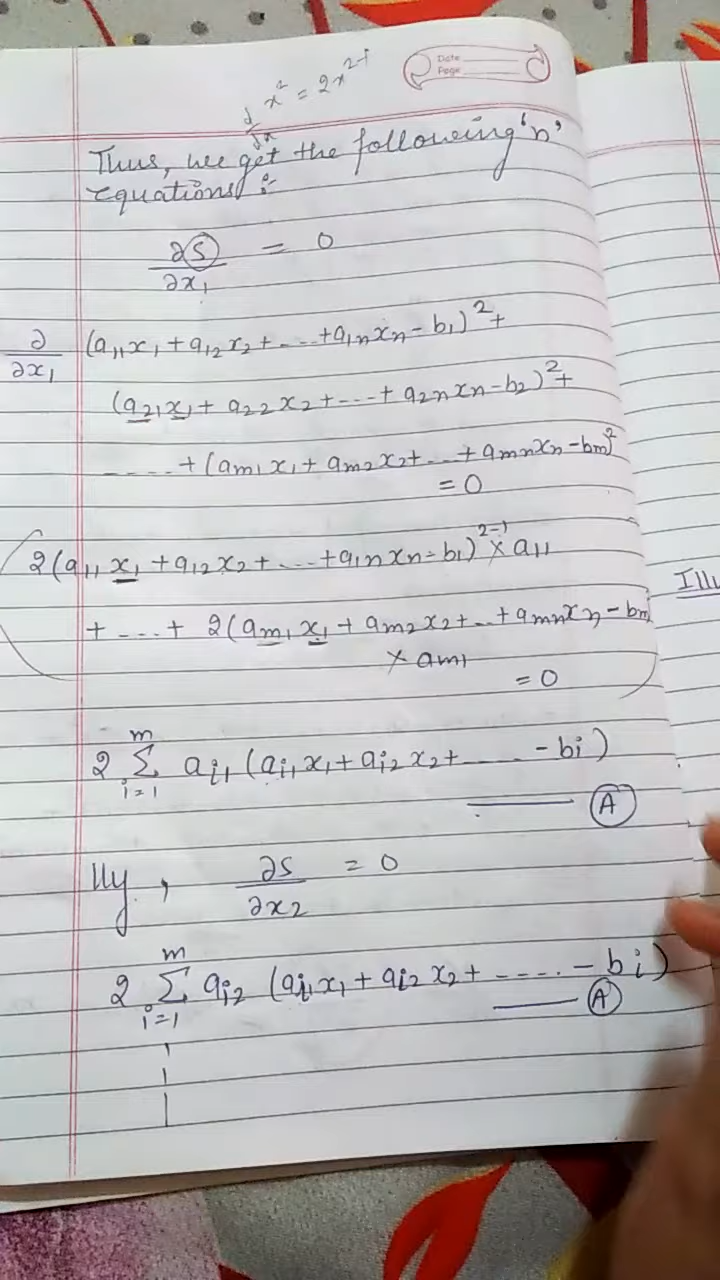 d/dx x² = 2x²⁻¹
Date
Page
Thus, we get the following 'n'
equations :-
∂S/∂x₁ = 0
∂/∂x₁ (a₁₁x₁ + a₁₂x₂ + ---- + a₁ₙxₙ - b₁)² +
(a₂₁x₁ + a₂₂x₂ + ---- + a₂ₙxₙ - b₂)² +
---- + (aₘ₁x₁ + aₘ₂x₂ + -- + aₘₙxₙ - bₘ)²
= 0
2(a₁₁x₁ + a₁₂x₂ + ---- + a₁ₙxₙ - b₁)²⁻¹ × a₁₁
+ --- + 2(aₘ₁x₁ + aₘ₂x₂ + -- + aₘₙxₙ - bₘ
× aₘ₁
= 0
2 Σᵢ₌₁ᵐ aᵢ₁ (aᵢ₁x₁ + aᵢ₂x₂ + ---- - bᵢ)
(A)
lly, ∂S/∂x₂ = 0
2 Σᵢ₌₁ᵐ aᵢ₂ (aᵢ₁x₁ + aᵢ₂x₂ + ----- - bᵢ)
(A)